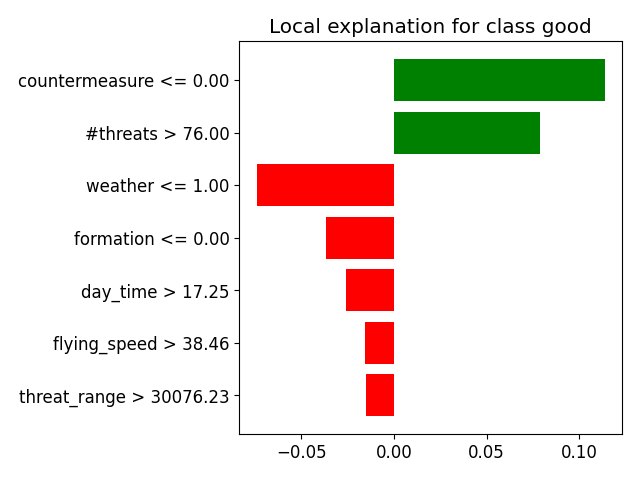 Local explanation for class good
countermeasure <= 0.00
#threats > 76.00
weather <= 1.00
formation <= 0.00
day_time > 17.25
flying_speed > 38.46
threat_range > 30076.23
−0.05 0.00 0.05 0.10